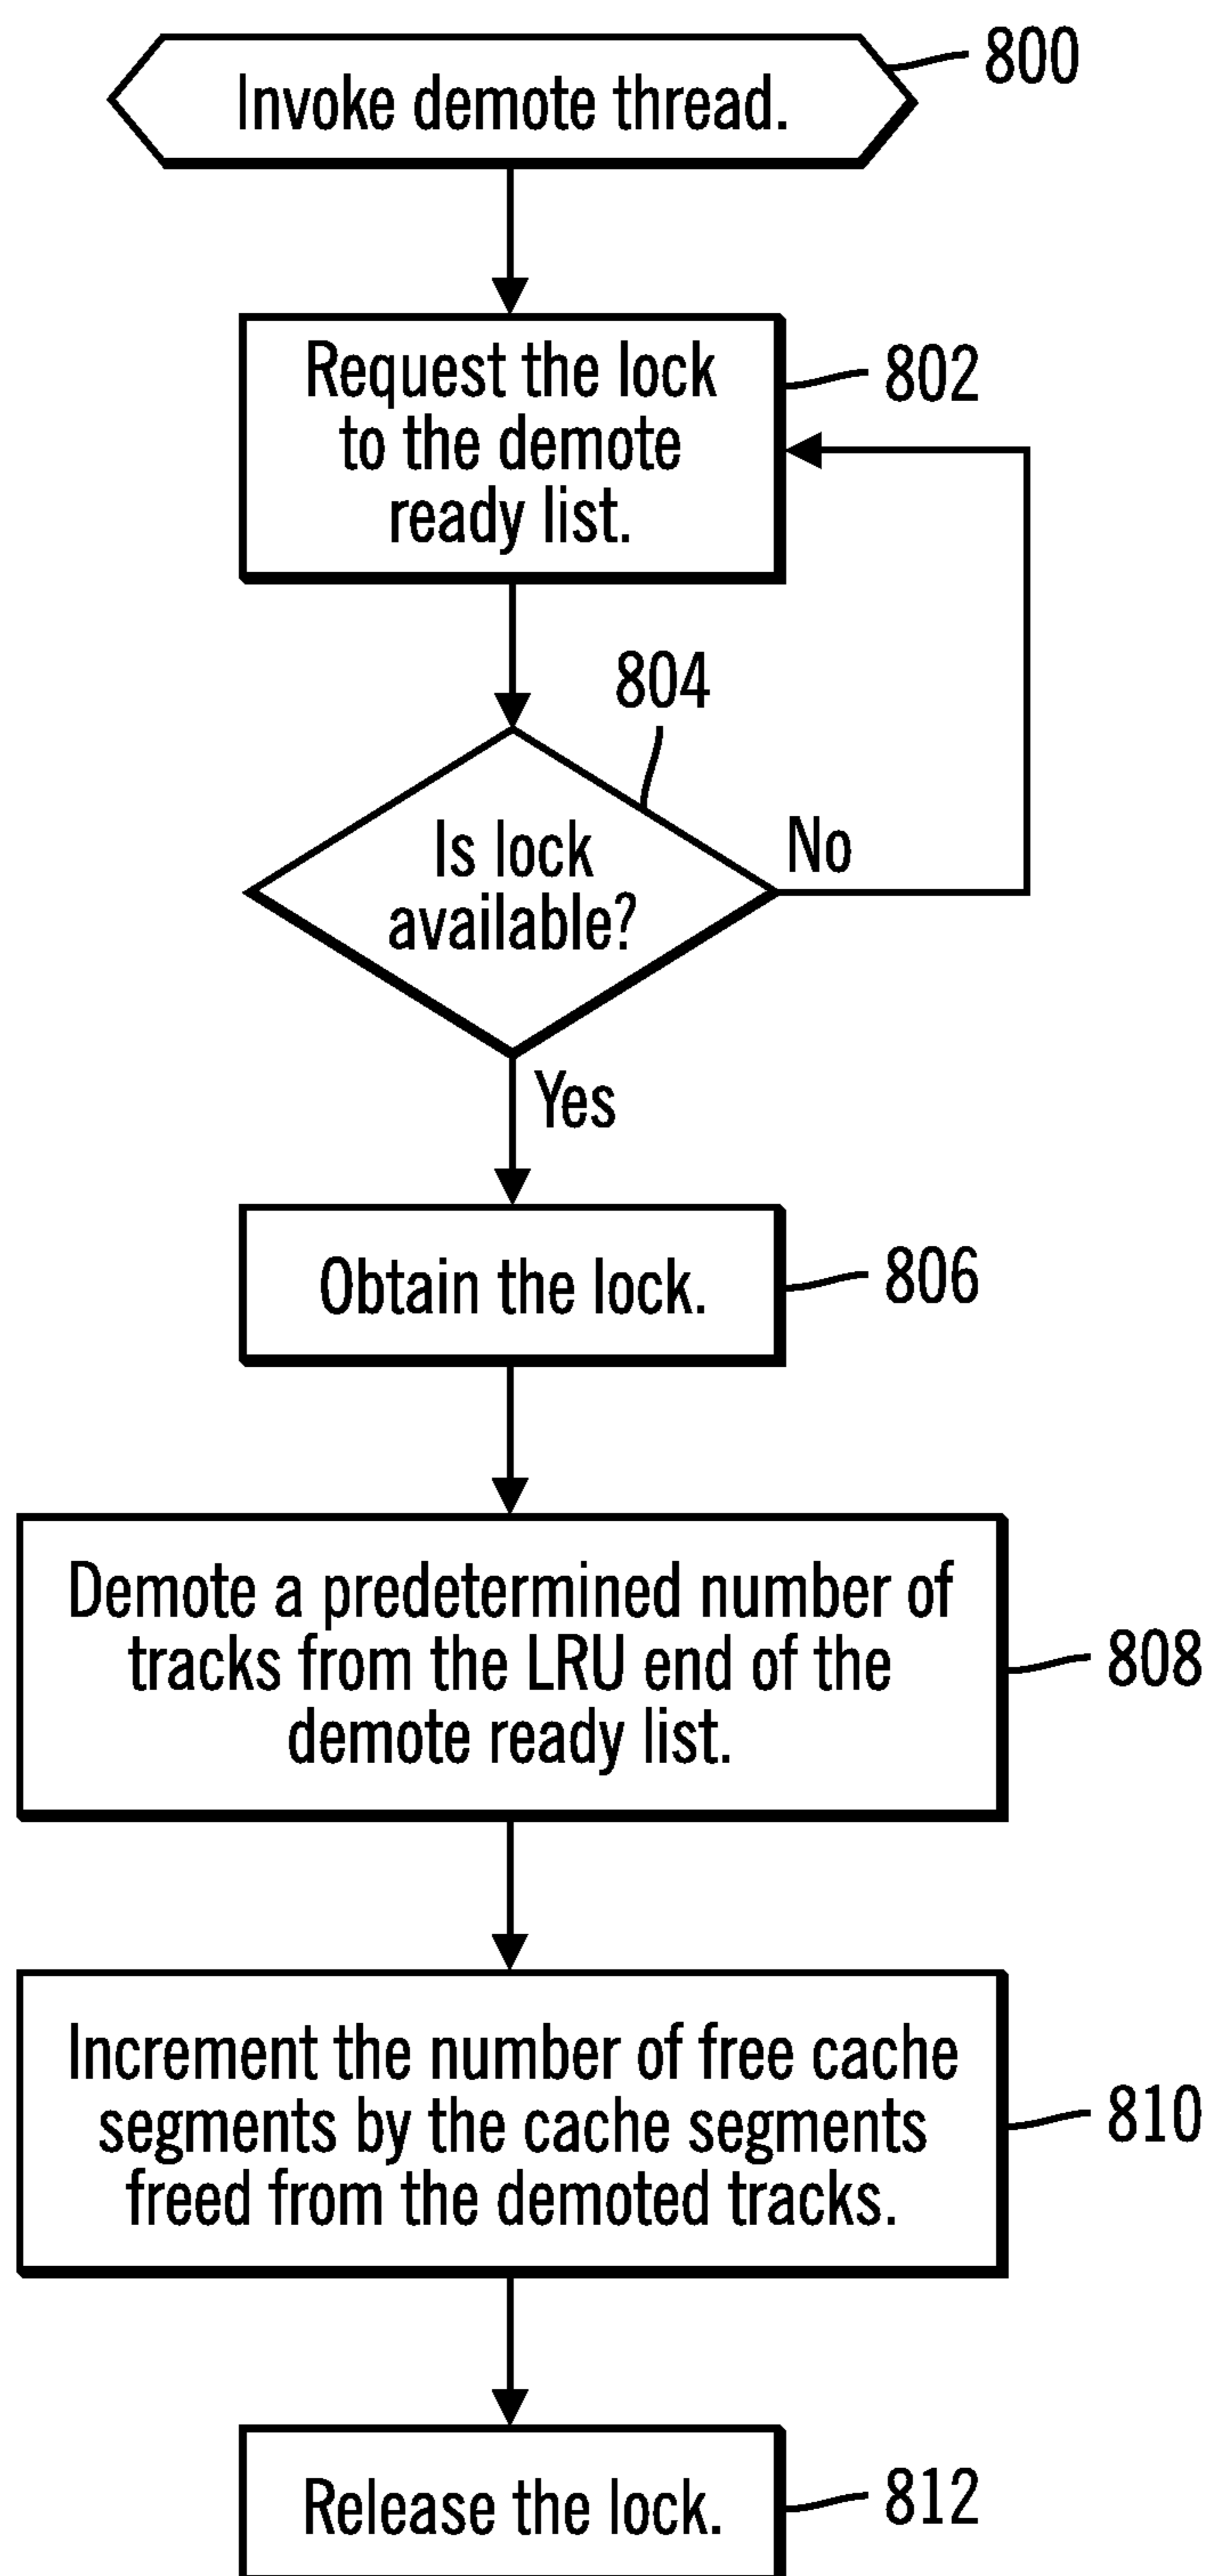 Invoke demote thread.
800
Request the lock
to the demote
ready list.
802
804
Is lock
available?
No
Yes
Obtain the lock.
806
Demote a predetermined number of
tracks from the LRU end of the
demote ready list.
808
Increment the number of free cache
segments by the cache segments
freed from the demoted tracks.
810
Release the lock.
812